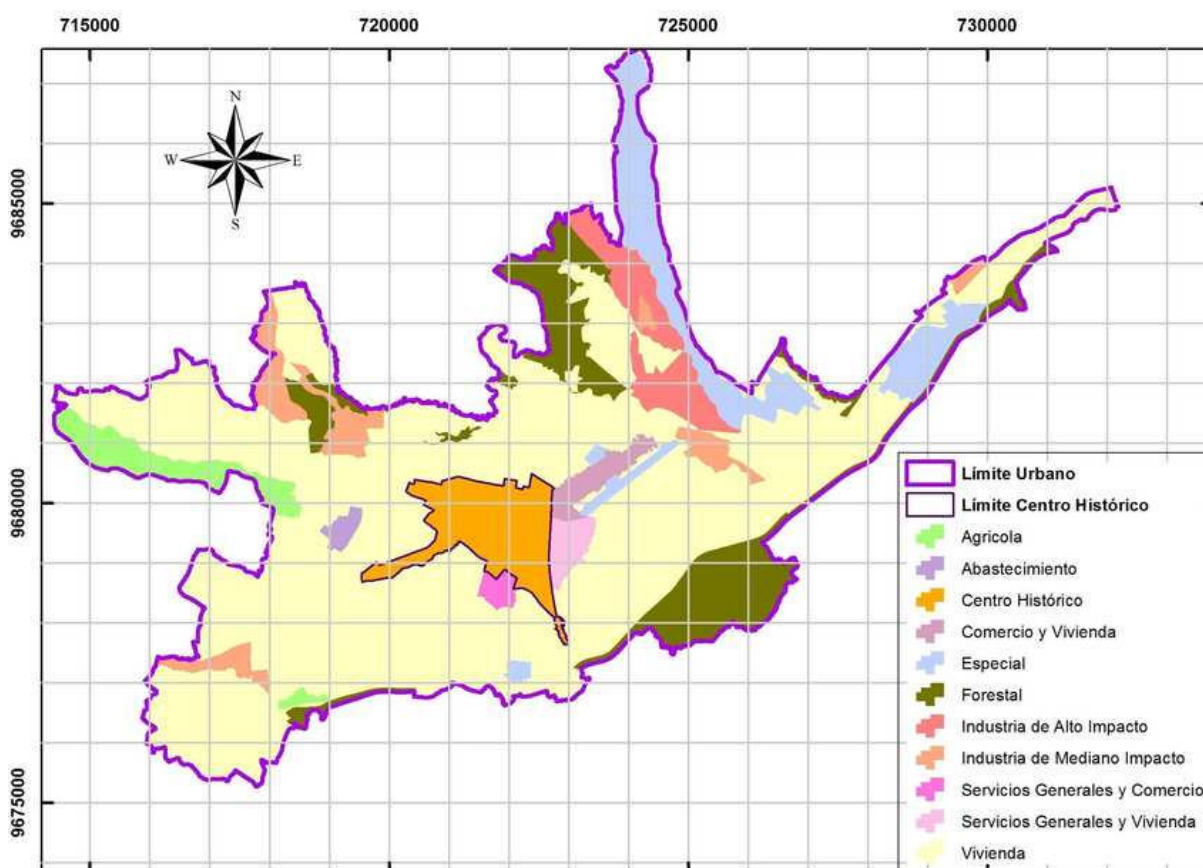 715000
720000
725000
730000
N
W
E
S
9685000
9680000
9675000
Límite Urbano
Límite Centro Histórico
Agricola
Abastecimiento
Centro Histórico
Comercio y Vivienda
Especial
Forestal
Industria de Alto Impacto
Industria de Mediano Impacto
Servicios Generales y Comercio
Servicios Generales y Vivienda
Vivienda